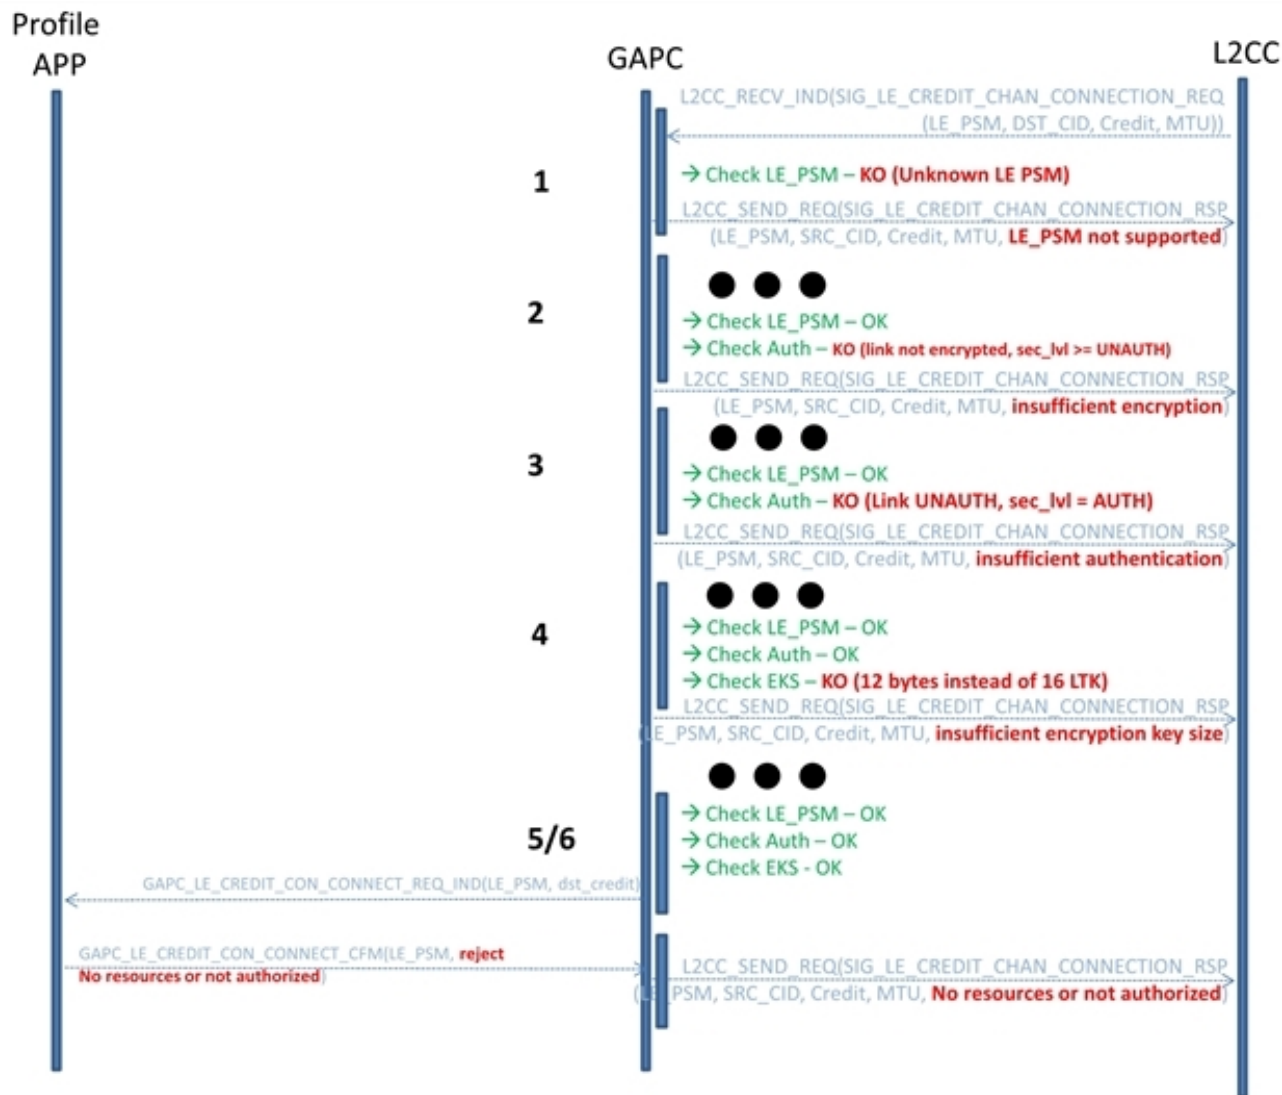 Profile
APP
GAPC
L2CC
L2CC_RECV_IND(SIG_LE_CREDIT_CHAN_CONNECTION_REQ
(LE_PSM, DST_CID, Credit, MTU))
1
→ Check LE_PSM – KO (Unknown LE PSM)
L2CC_SEND_REQ(SIG_LE_CREDIT_CHAN_CONNECTION_RSP
(LE_PSM, SRC_CID, Credit, MTU, LE_PSM not supported)
2
→ Check LE_PSM – OK
→ Check Auth – KO (link not encrypted, sec_lvl >= UNAUTH)
L2CC_SEND_REQ(SIG_LE_CREDIT_CHAN_CONNECTION_RSP
(LE_PSM, SRC_CID, Credit, MTU, insufficient encryption)
3
→ Check LE_PSM – OK
→ Check Auth – KO (Link UNAUTH, sec_lvl = AUTH)
L2CC_SEND_REQ(SIG_LE_CREDIT_CHAN_CONNECTION_RSP
(LE_PSM, SRC_CID, Credit, MTU, insufficient authentication)
4
→ Check LE_PSM – OK
→ Check Auth – OK
→ Check EKS – KO (12 bytes instead of 16 LTK)
L2CC_SEND_REQ(SIG_LE_CREDIT_CHAN_CONNECTION_RSP
(LE_PSM, SRC_CID, Credit, MTU, insufficient encryption key size)
5/6
→ Check LE_PSM – OK
→ Check Auth – OK
→ Check EKS - OK
GAPC_LE_CREDIT_CON_CONNECT_REQ_IND(LE_PSM, dst_credit)
GAPC_LE_CREDIT_CON_CONNECT_CFM(LE_PSM, reject
No resources or not authorized)
L2CC_SEND_REQ(SIG_LE_CREDIT_CHAN_CONNECTION_RSP
(LE_PSM, SRC_CID, Credit, MTU, No resources or not authorized)